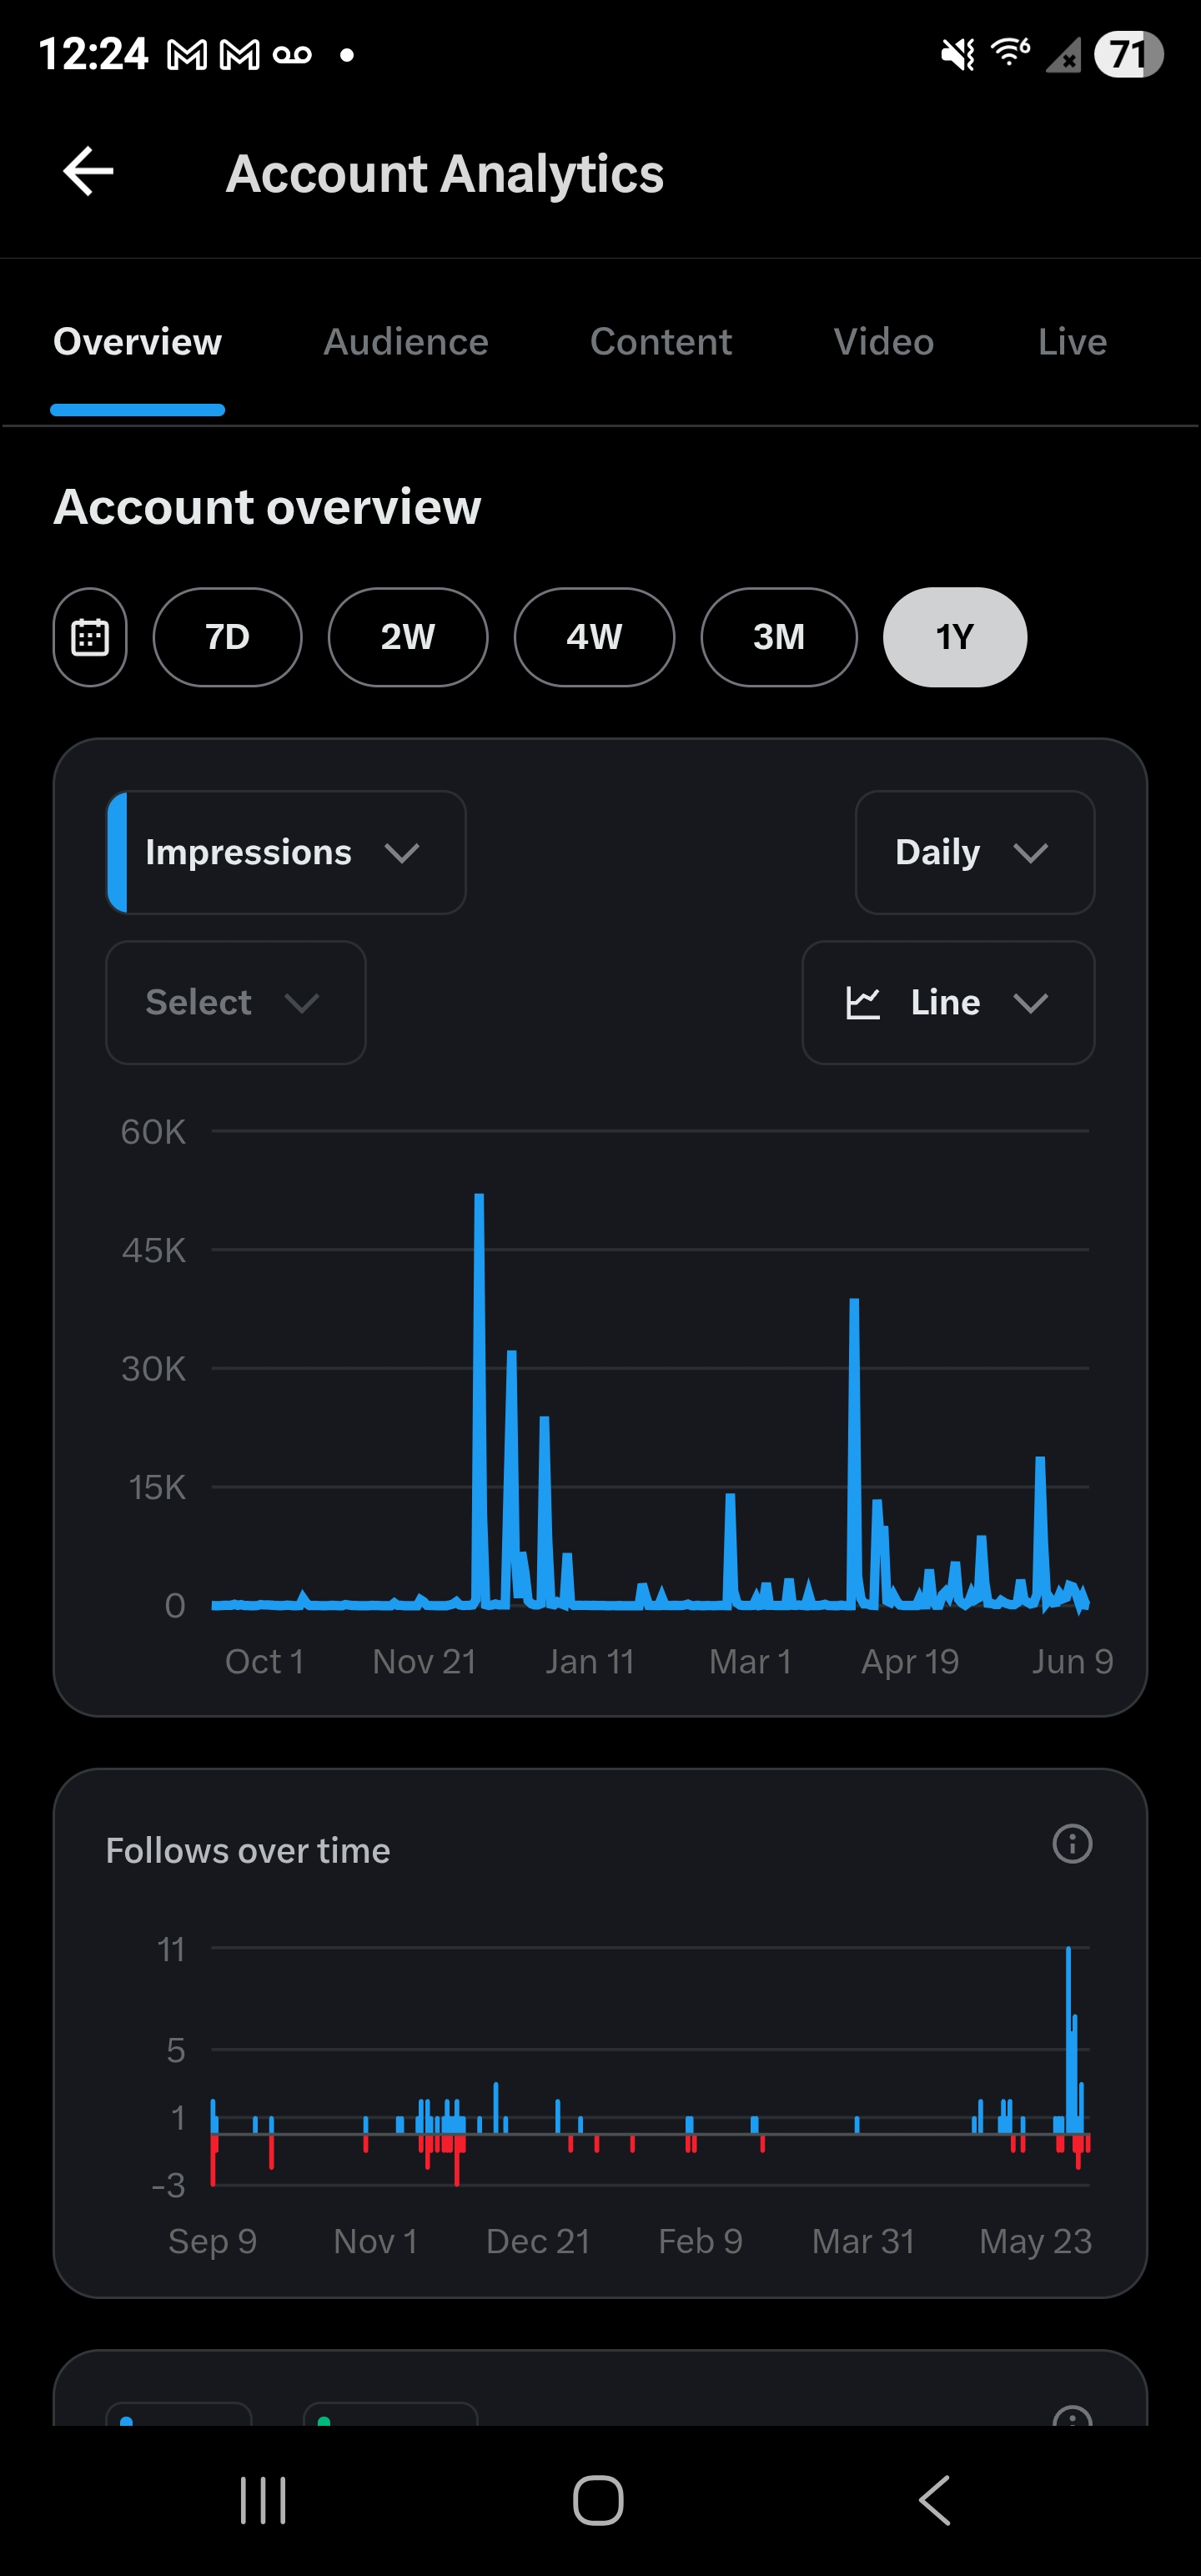 12:24
6
71
Account Analytics
Overview Audience Content Video Live
Account overview
7D 2W 4W 3M 1Y
Impressions Daily
Select Line
60K
45K
30K
15K
0
Oct 1 Nov 21 Jan 11 Mar 1 Apr 19 Jun 9
Follows over time
11
5
1
-3
Sep 9 Nov 1 Dec 21 Feb 9 Mar 31 May 23